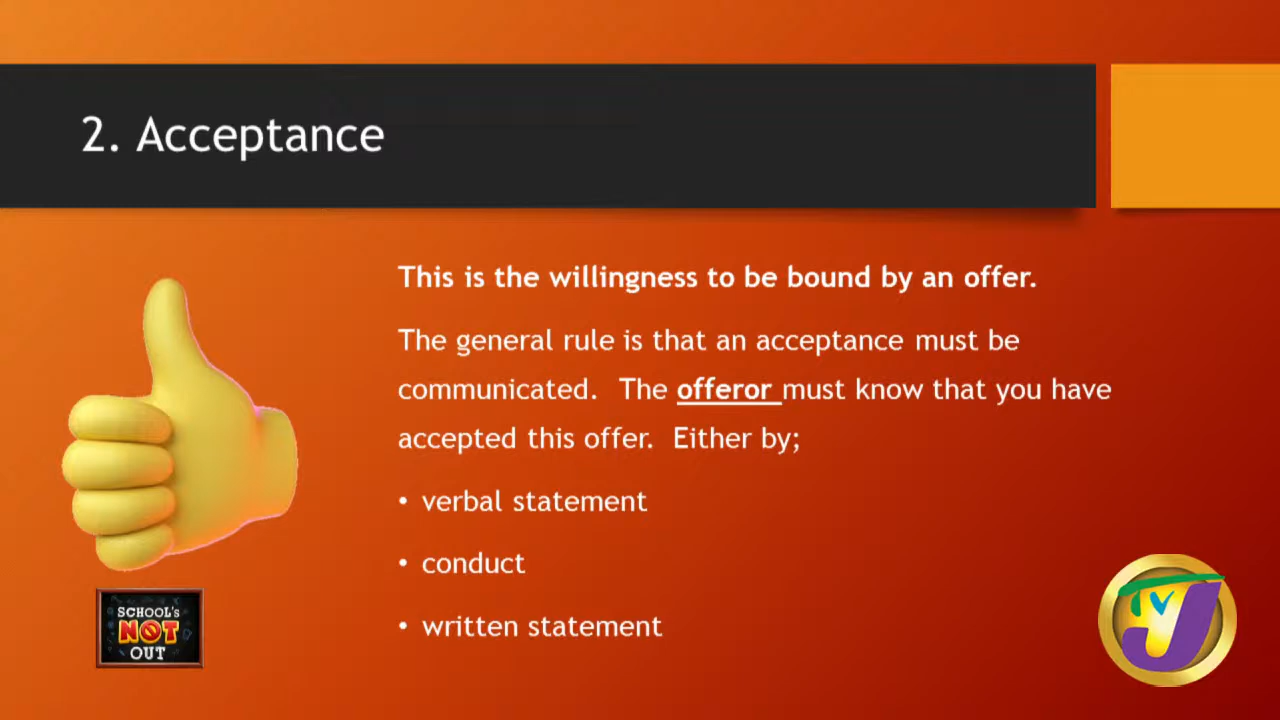 2. Acceptance
This is the willingness to be bound by an offer.
The general rule is that an acceptance must be
communicated. The offeror must know that you have
accepted this offer. Either by;
• verbal statement
• conduct
• written statement
SCHOOL's
NOT
OUT
TVJ